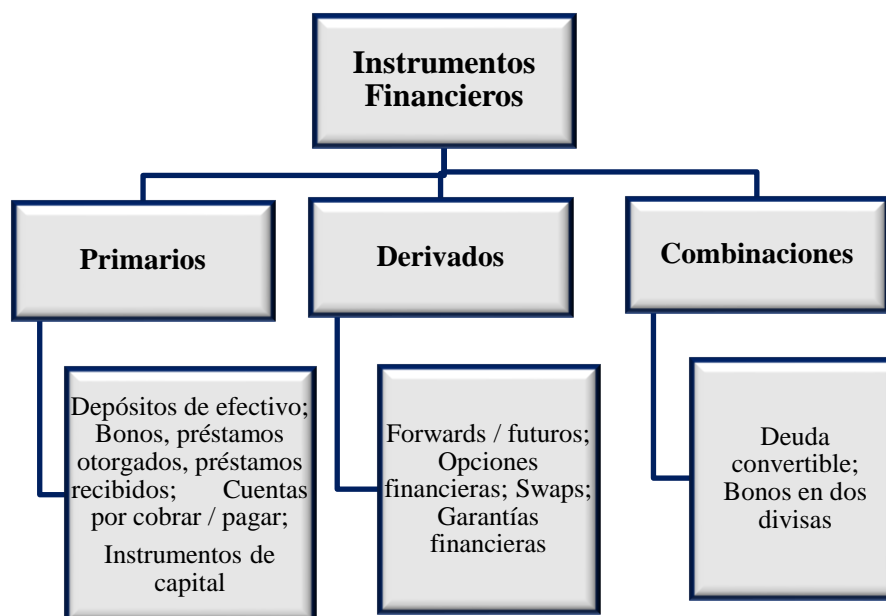 Instrumentos
Financieros
Primarios
Derivados
Combinaciones
Depósitos de efectivo;
Bonos, préstamos
otorgados, préstamos
recibidos; Cuentas
por cobrar / pagar;
Instrumentos de
capital
Forwards / futuros;
Opciones
financieras; Swaps;
Garantías
financieras
Deuda
convertible;
Bonos en dos
divisas